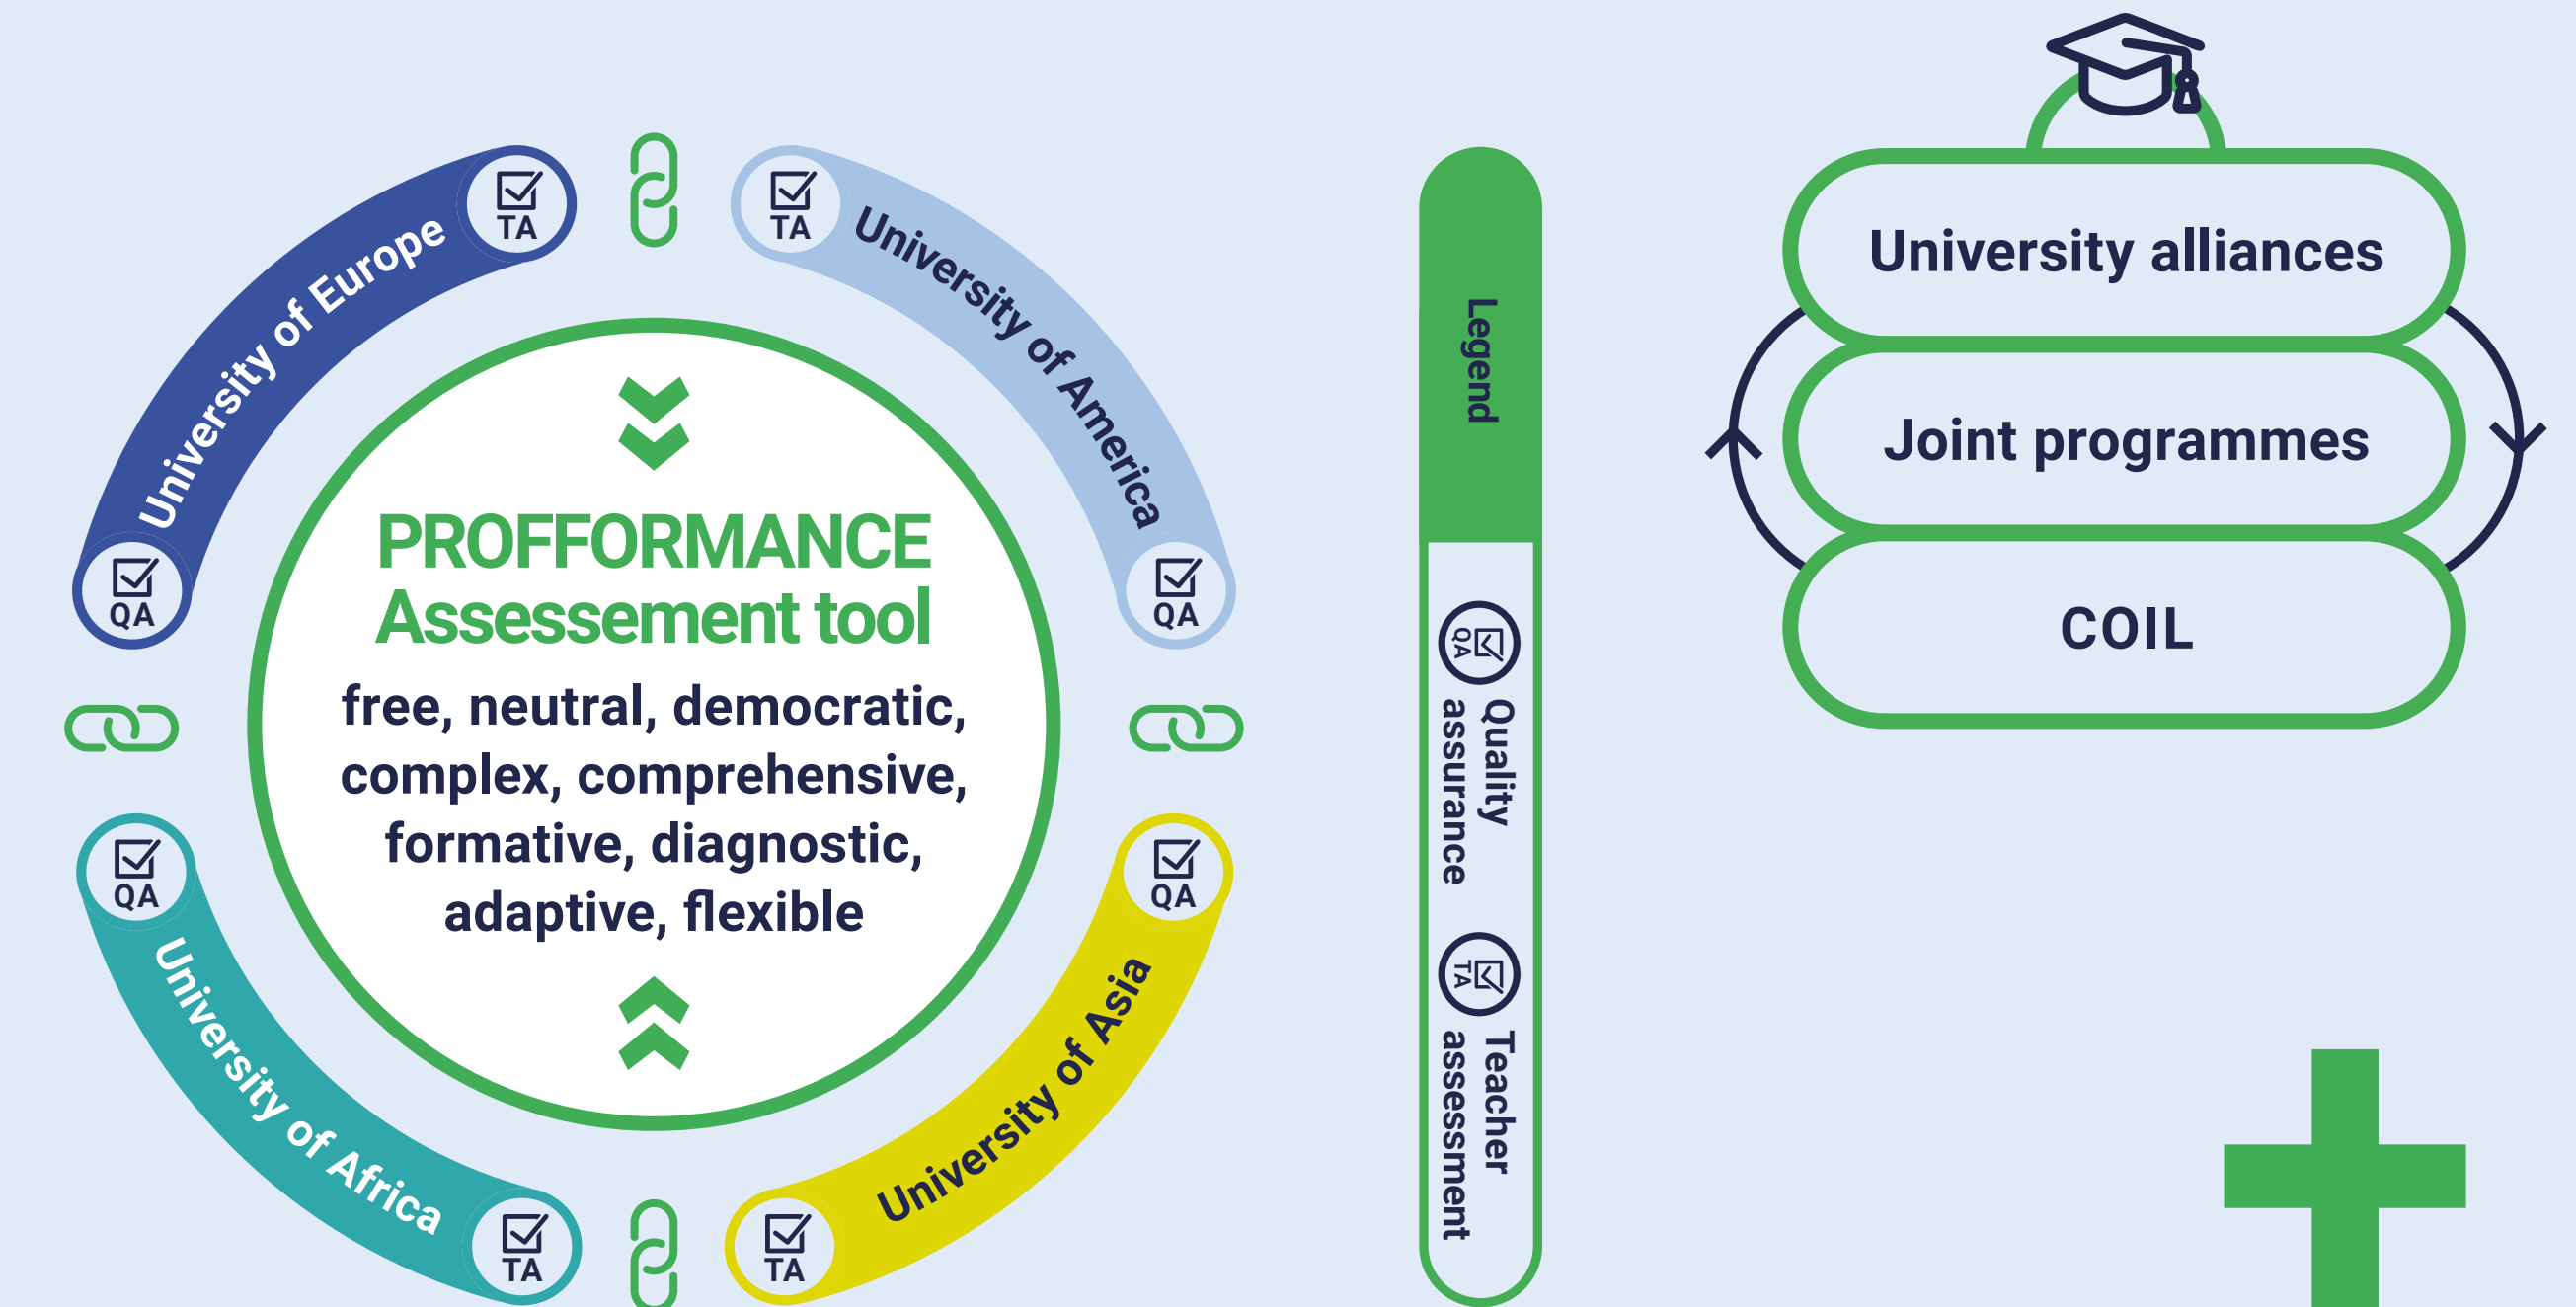 University of Europe
TA
QA
University of America
TA
QA
PROFFORMANCE
Assessement tool
free, neutral, democratic,
complex, comprehensive,
formative, diagnostic,
adaptive, flexible
QA
University of Africa
TA
QA
University of Asia
TA
Legend
QA
Quality
assurance
TA
Teacher
assessment
University alliances
Joint programmes
COIL